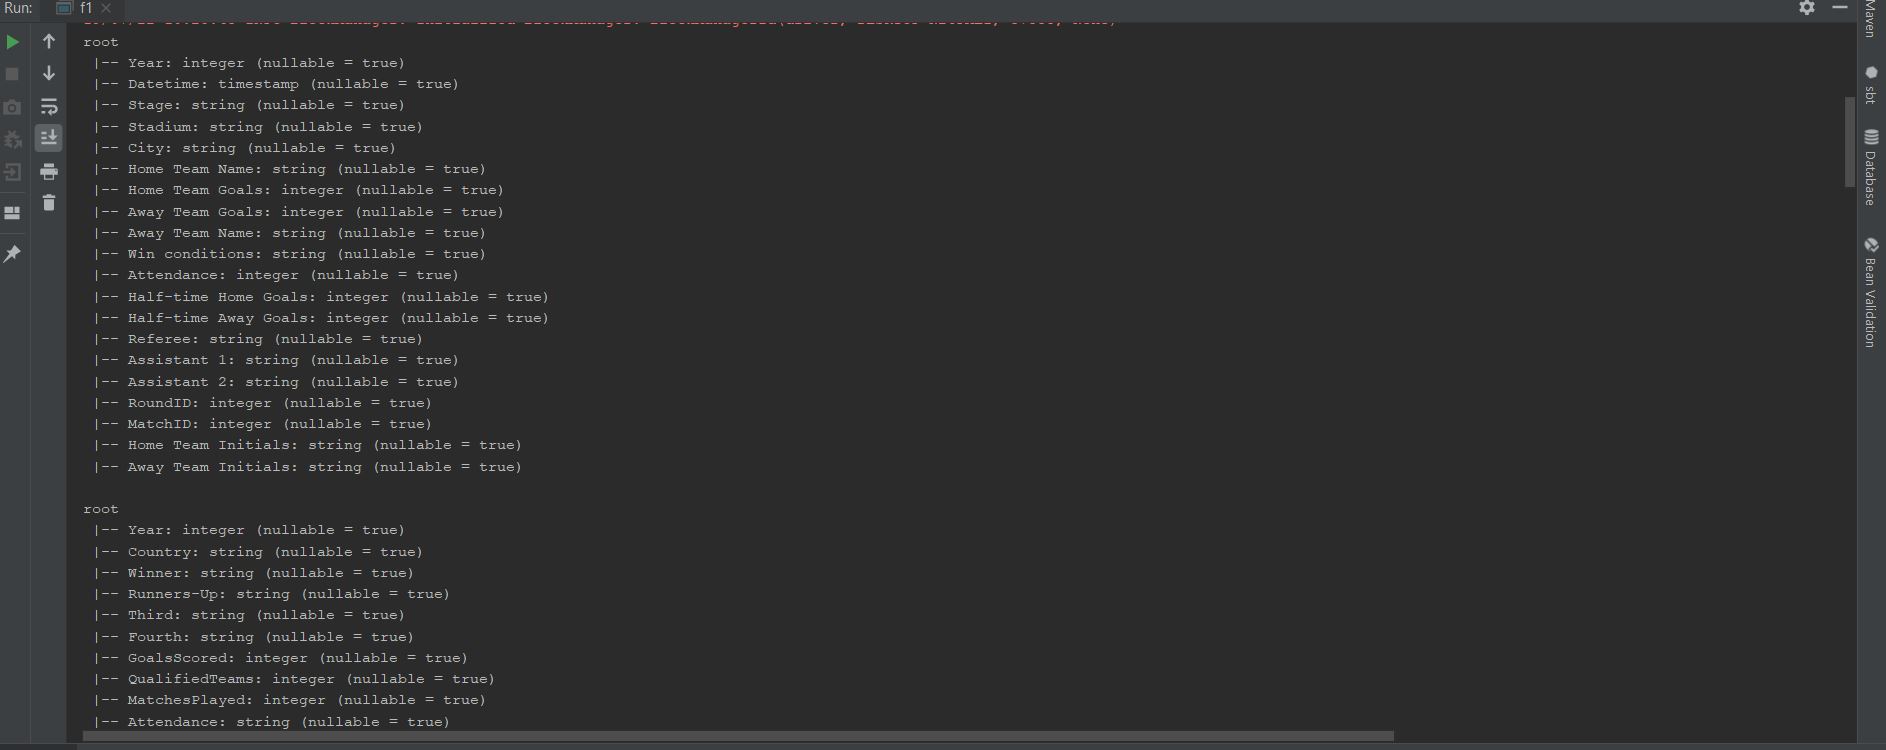 Run: f1
root
 |-- Year: integer (nullable = true)
 |-- Datetime: timestamp (nullable = true)
 |-- Stage: string (nullable = true)
 |-- Stadium: string (nullable = true)
 |-- City: string (nullable = true)
 |-- Home Team Name: string (nullable = true)
 |-- Home Team Goals: integer (nullable = true)
 |-- Away Team Goals: integer (nullable = true)
 |-- Away Team Name: string (nullable = true)
 |-- Win conditions: string (nullable = true)
 |-- Attendance: integer (nullable = true)
 |-- Half-time Home Goals: integer (nullable = true)
 |-- Half-time Away Goals: integer (nullable = true)
 |-- Referee: string (nullable = true)
 |-- Assistant 1: string (nullable = true)
 |-- Assistant 2: string (nullable = true)
 |-- RoundID: integer (nullable = true)
 |-- MatchID: integer (nullable = true)
 |-- Home Team Initials: string (nullable = true)
 |-- Away Team Initials: string (nullable = true)
root
 |-- Year: integer (nullable = true)
 |-- Country: string (nullable = true)
 |-- Winner: string (nullable = true)
 |-- Runners-Up: string (nullable = true)
 |-- Third: string (nullable = true)
 |-- Fourth: string (nullable = true)
 |-- GoalsScored: integer (nullable = true)
 |-- QualifiedTeams: integer (nullable = true)
 |-- MatchesPlayed: integer (nullable = true)
 |-- Attendance: string (nullable = true)
Maven
sbt
Database
Bean Validation